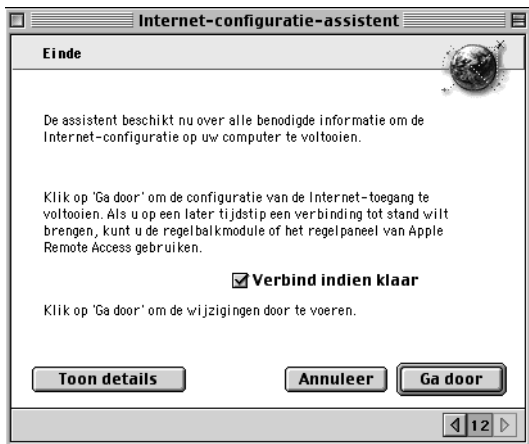 Internet-configuratie-assistent
Einde
De assistent beschikt nu over alle benodigde informatie om de
Internet-configuratie op uw computer te voltooien.
Klik op 'Ga door' om de configuratie van de Internet-toegang te
voltooien. Als u op een later tijdstip een verbinding tot stand wilt
brengen, kunt u de regelbalkmodule of het regelpaneel van Apple
Remote Access gebruiken.
Verbind indien klaar
Klik op 'Ga door' om de wijzigingen door te voeren.
Toon details
Annuleer
Ga door
12